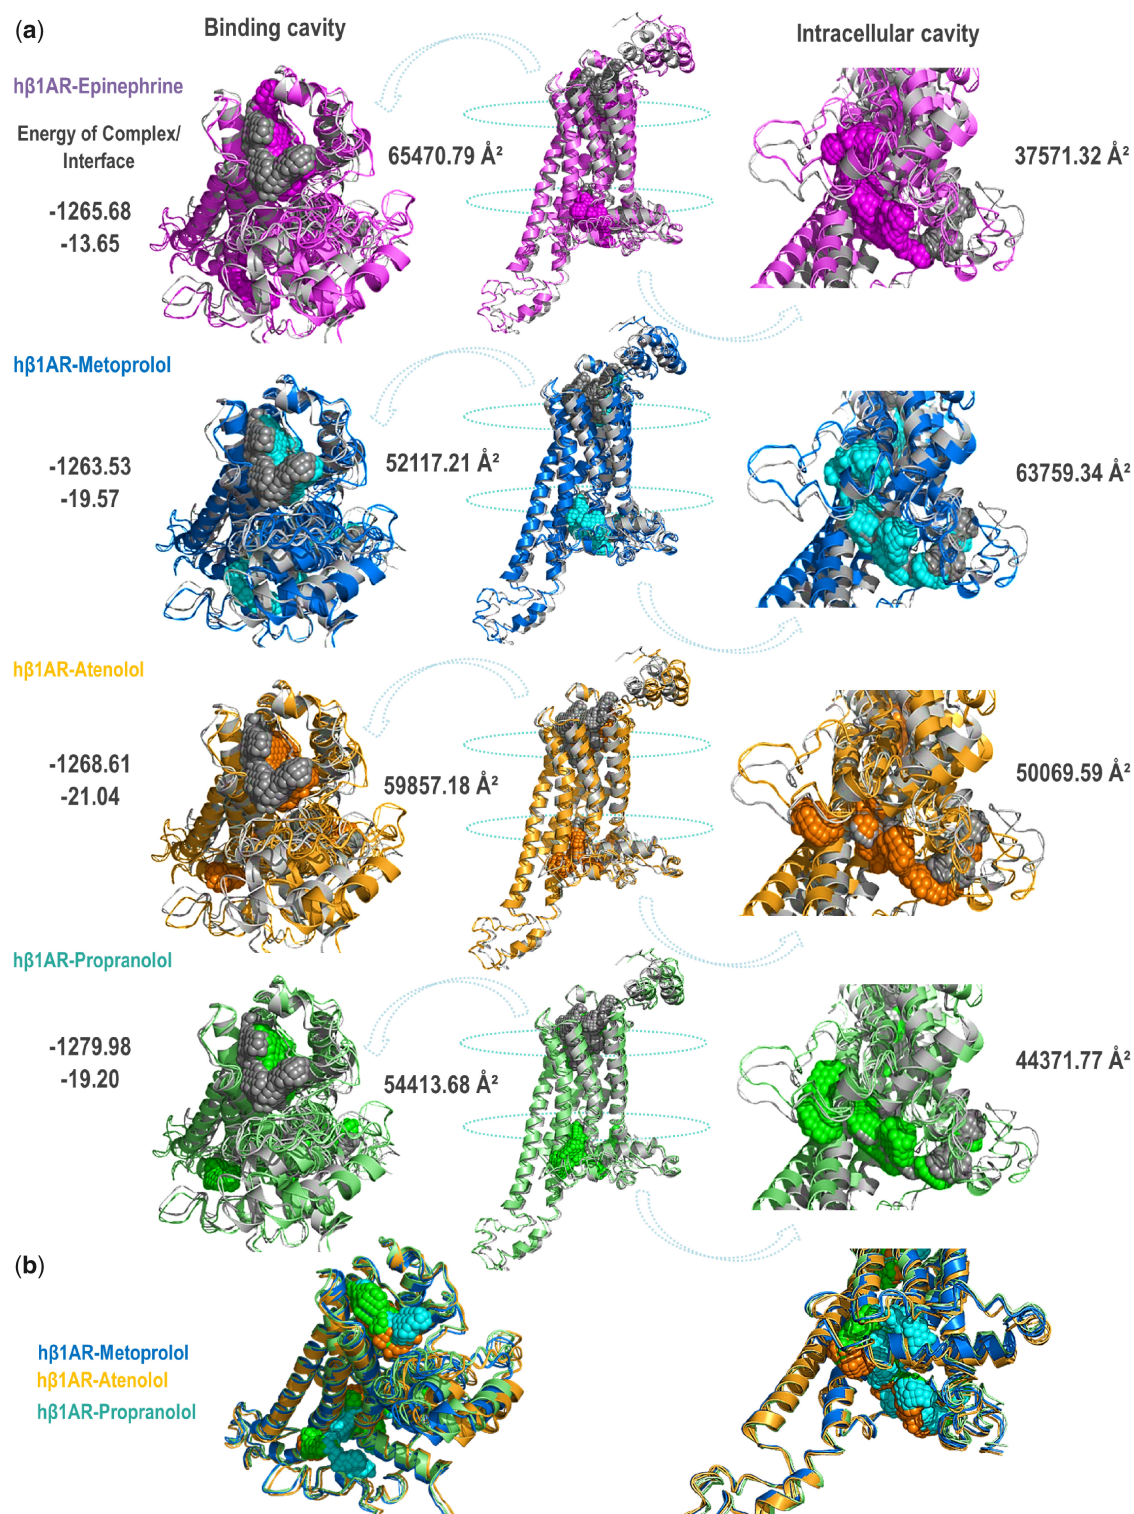 (a)
Binding cavity
Intracellular cavity
hβ1AR-Epinephrine
Energy of Complex/
Interface
-1265.68
-13.65
65470.79 Å²
37571.32 Å²
hβ1AR-Metoprolol
-1263.53
-19.57
52117.21 Å²
63759.34 Å²
hβ1AR-Atenolol
-1268.61
-21.04
59857.18 Å²
50069.59 Å²
hβ1AR-Propranolol
-1279.98
-19.20
54413.68 Å²
44371.77 Å²
(b)
hβ1AR-Metoprolol
hβ1AR-Atenolol
hβ1AR-Propranolol